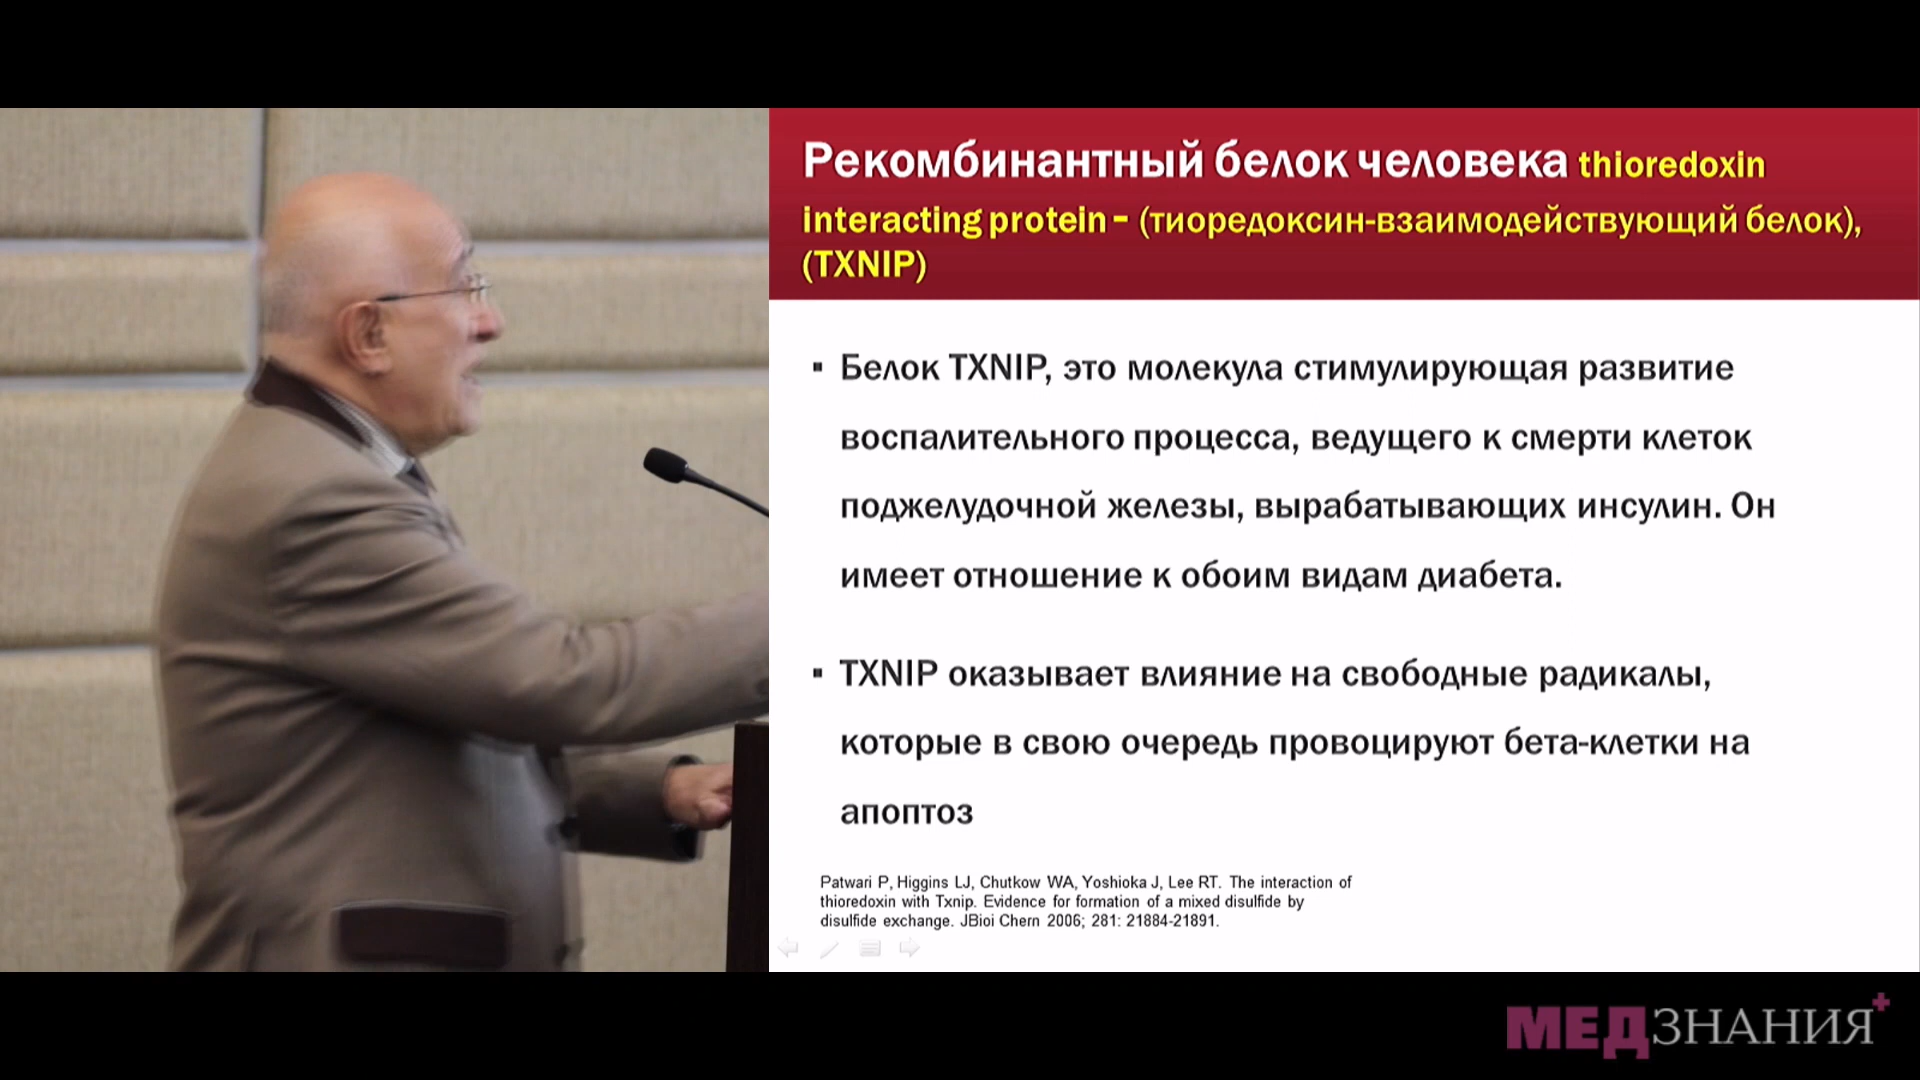 Рекомбинантный белок человека thioredoxin
interacting protein – (тиоредоксин-взаимодействующий белок),
(TXNIP)
▪ Белок TXNIP, это молекула стимулирующая развитие
воспалительного процесса, ведущего к смерти клеток
поджелудочной железы, вырабатывающих инсулин. Он
имеет отношение к обоим видам диабета.
▪ TXNIP оказывает влияние на свободные радикалы,
которые в свою очередь провоцируют бета-клетки на
апоптоз
Patwari P, Higgins LJ, Chutkow WA, Yoshioka J, Lee RT. The interaction of
thioredoxin with Txnip. Evidence for formation of a mixed disulfide by
disulfide exchange. JBioi Chern 2006; 281: 21884-21891.
МЕДЗНАНИЯ+